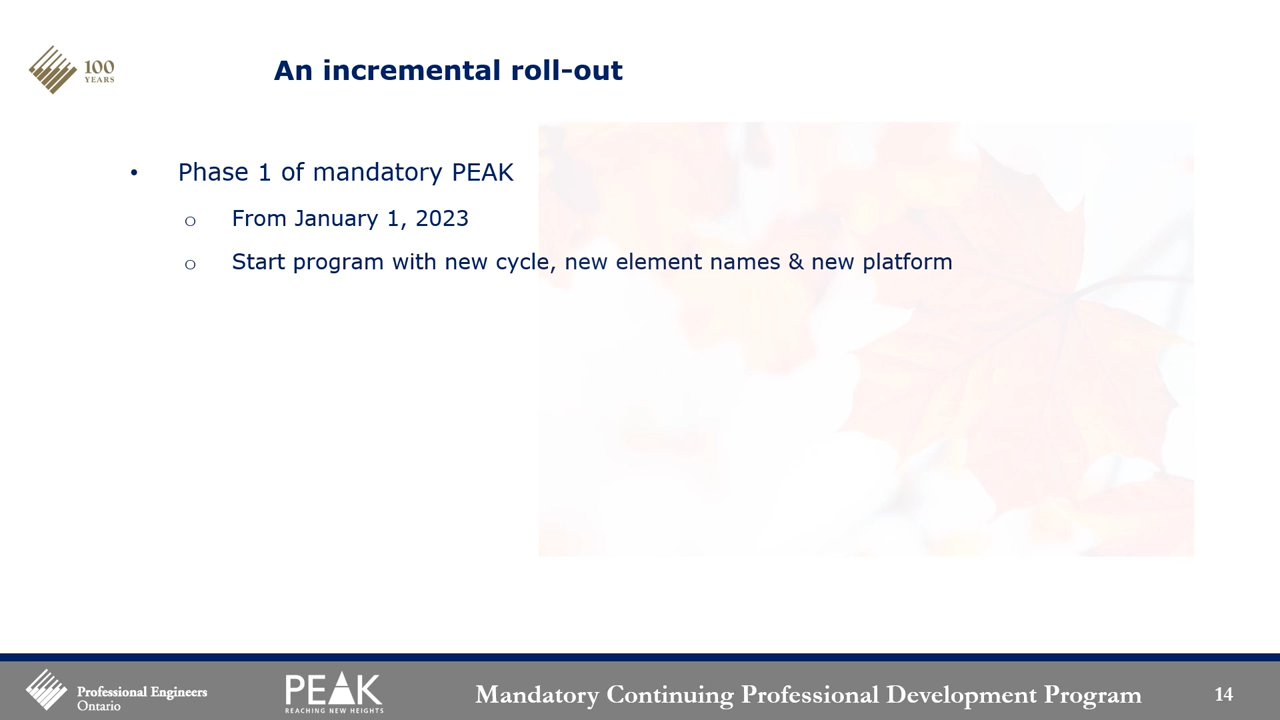 100
YEARS
An incremental roll-out
• Phase 1 of mandatory PEAK
o From January 1, 2023
o Start program with new cycle, new element names & new platform
Professional Engineers
Ontario
PEAK
REACHING NEW HEIGHTS
Mandatory Continuing Professional Development Program
14